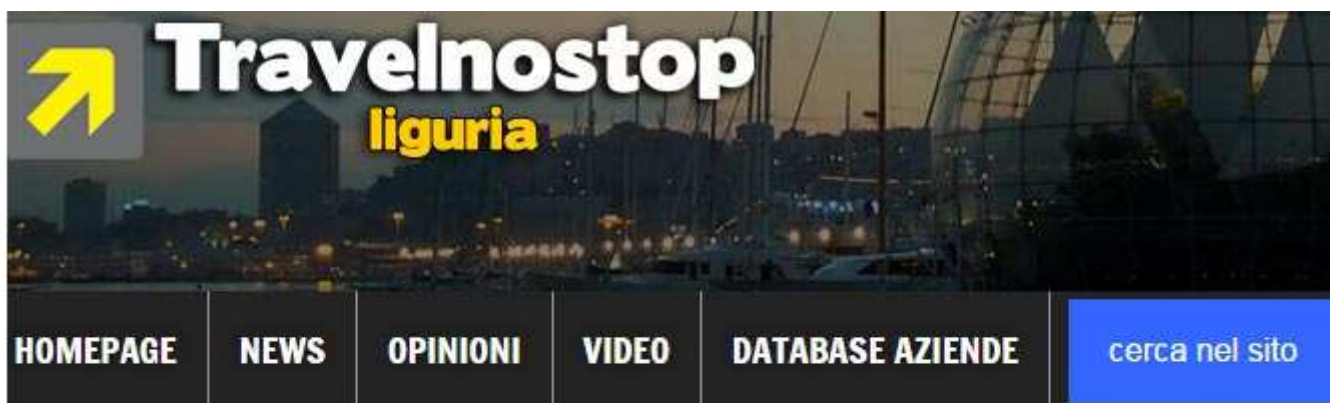 Travelnostop
liguria
HOMEPAGE NEWS OPINIONI VIDEO DATABASE AZIENDE cerca nel sito